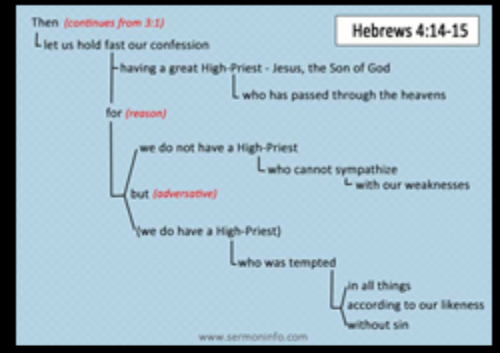 Then (continues from 3:1)
Hebrews 4:14-15
let us hold fast our confession
having a great High-Priest - Jesus, the Son of God
who has passed through the heavens
for (reason)
we do not have a High-Priest
who cannot sympathize
with our weaknesses
but (adversative)
(we do have a High-Priest)
who was tempted
in all things
according to our likeness
without sin
www.sermoninfo.com